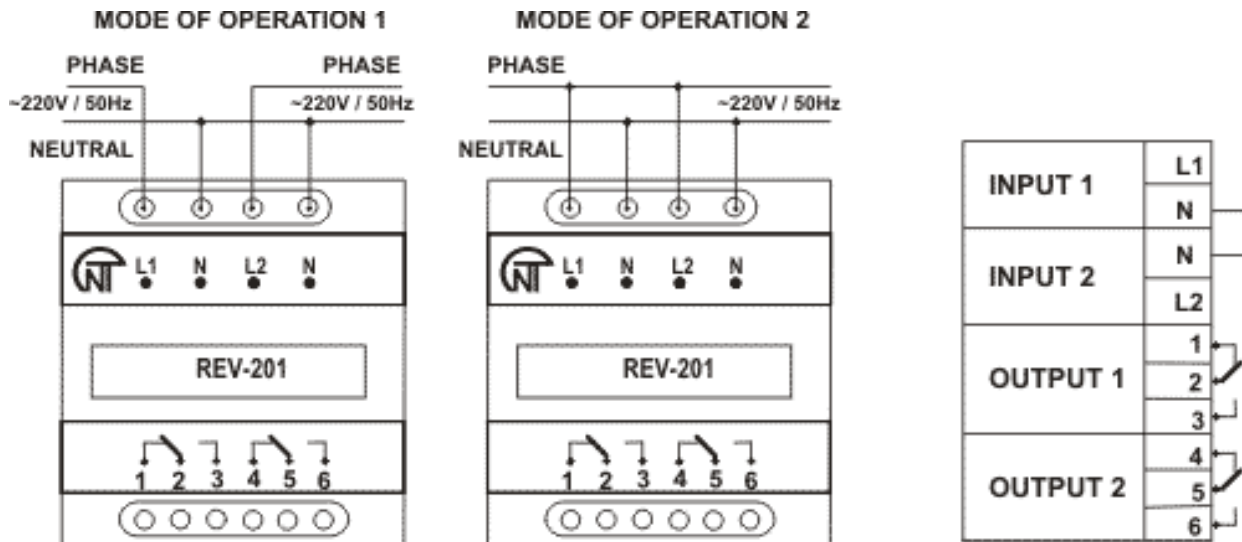 MODE OF OPERATION 1
PHASE PHASE
~220V / 50Hz ~220V / 50Hz
NEUTRAL
NT L1 N L2 N
REV-201
1 2 3 4 5 6
MODE OF OPERATION 2
PHASE
~220V / 50Hz
NEUTRAL
NT L1 N L2 N
REV-201
1 2 3 4 5 6
INPUT 1
L1
N
INPUT 2
N
L2
OUTPUT 1
1
2
3
OUTPUT 2
4
5
6